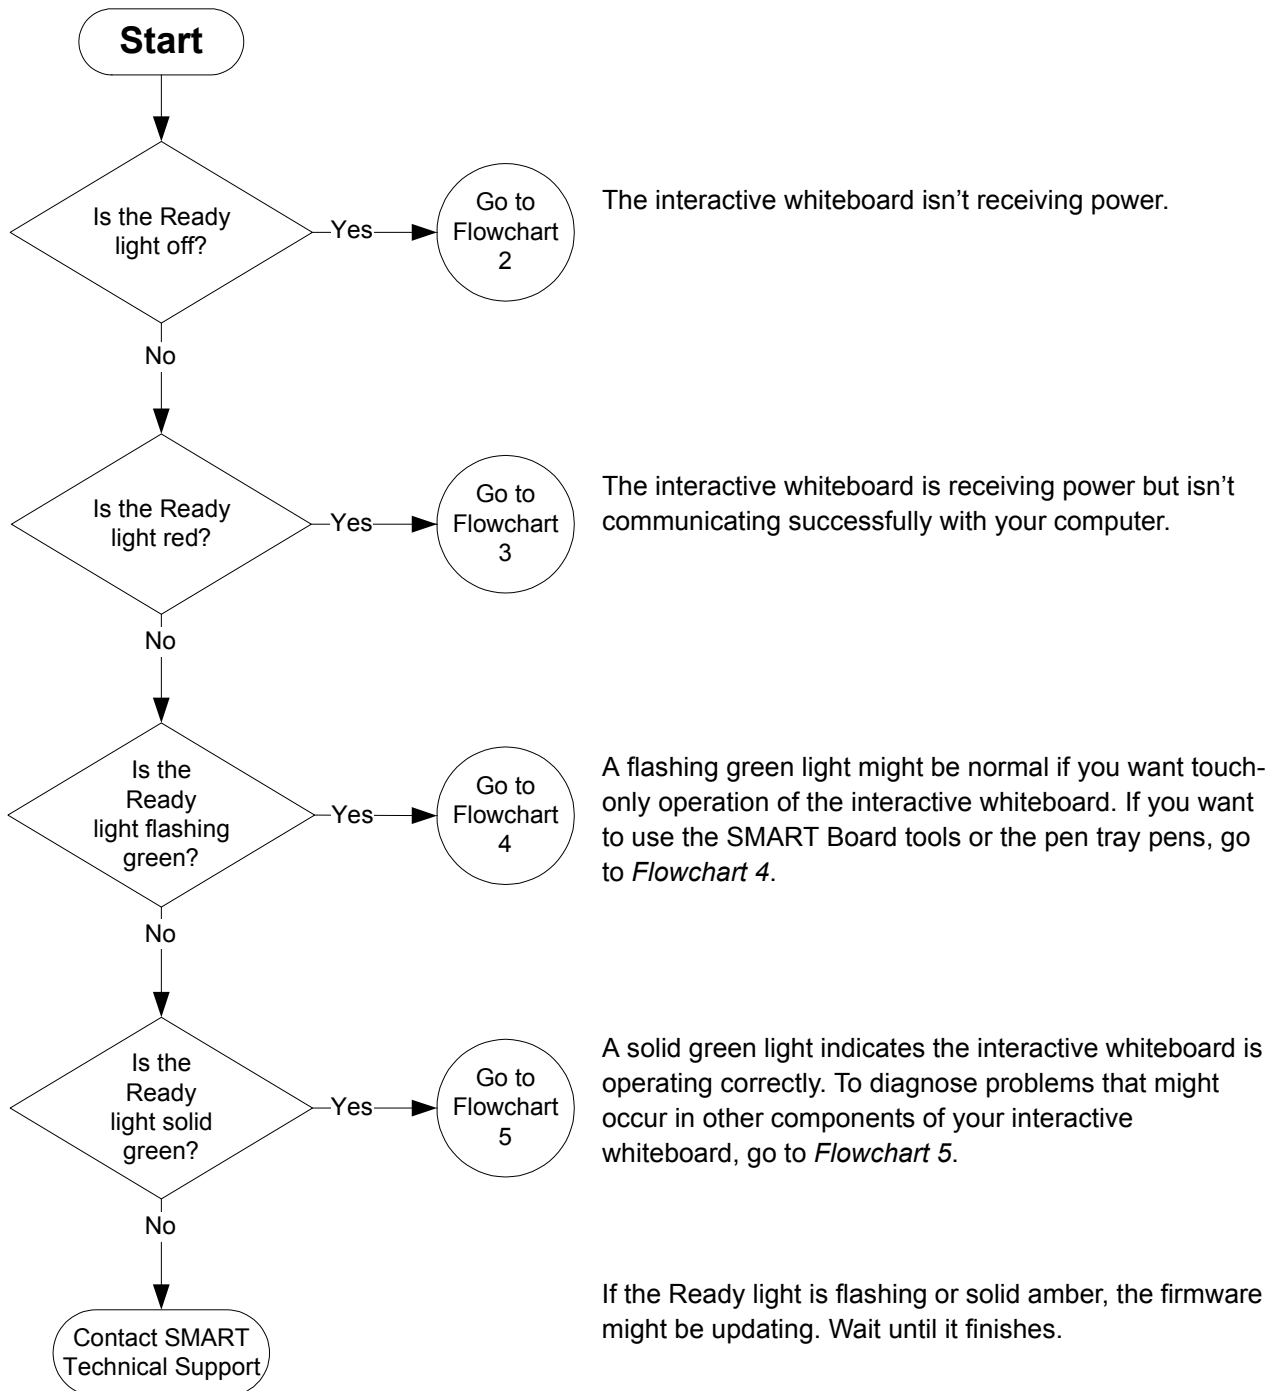 Start
Is the Ready
light off?
Yes
Go to
Flowchart
2
The interactive whiteboard isn’t receiving power.
No
Is the Ready
light red?
Yes
Go to
Flowchart
3
The interactive whiteboard is receiving power but isn’t
communicating successfully with your computer.
No
Is the
Ready
light flashing
green?
Yes
Go to
Flowchart
4
A flashing green light might be normal if you want touch-
only operation of the interactive whiteboard. If you want
to use the SMART Board tools or the pen tray pens, go
to Flowchart 4.
No
Is the
Ready
light solid
green?
Yes
Go to
Flowchart
5
A solid green light indicates the interactive whiteboard is
operating correctly. To diagnose problems that might
occur in other components of your interactive
whiteboard, go to Flowchart 5.
No
Contact SMART
Technical Support
If the Ready light is flashing or solid amber, the firmware
might be updating. Wait until it finishes.